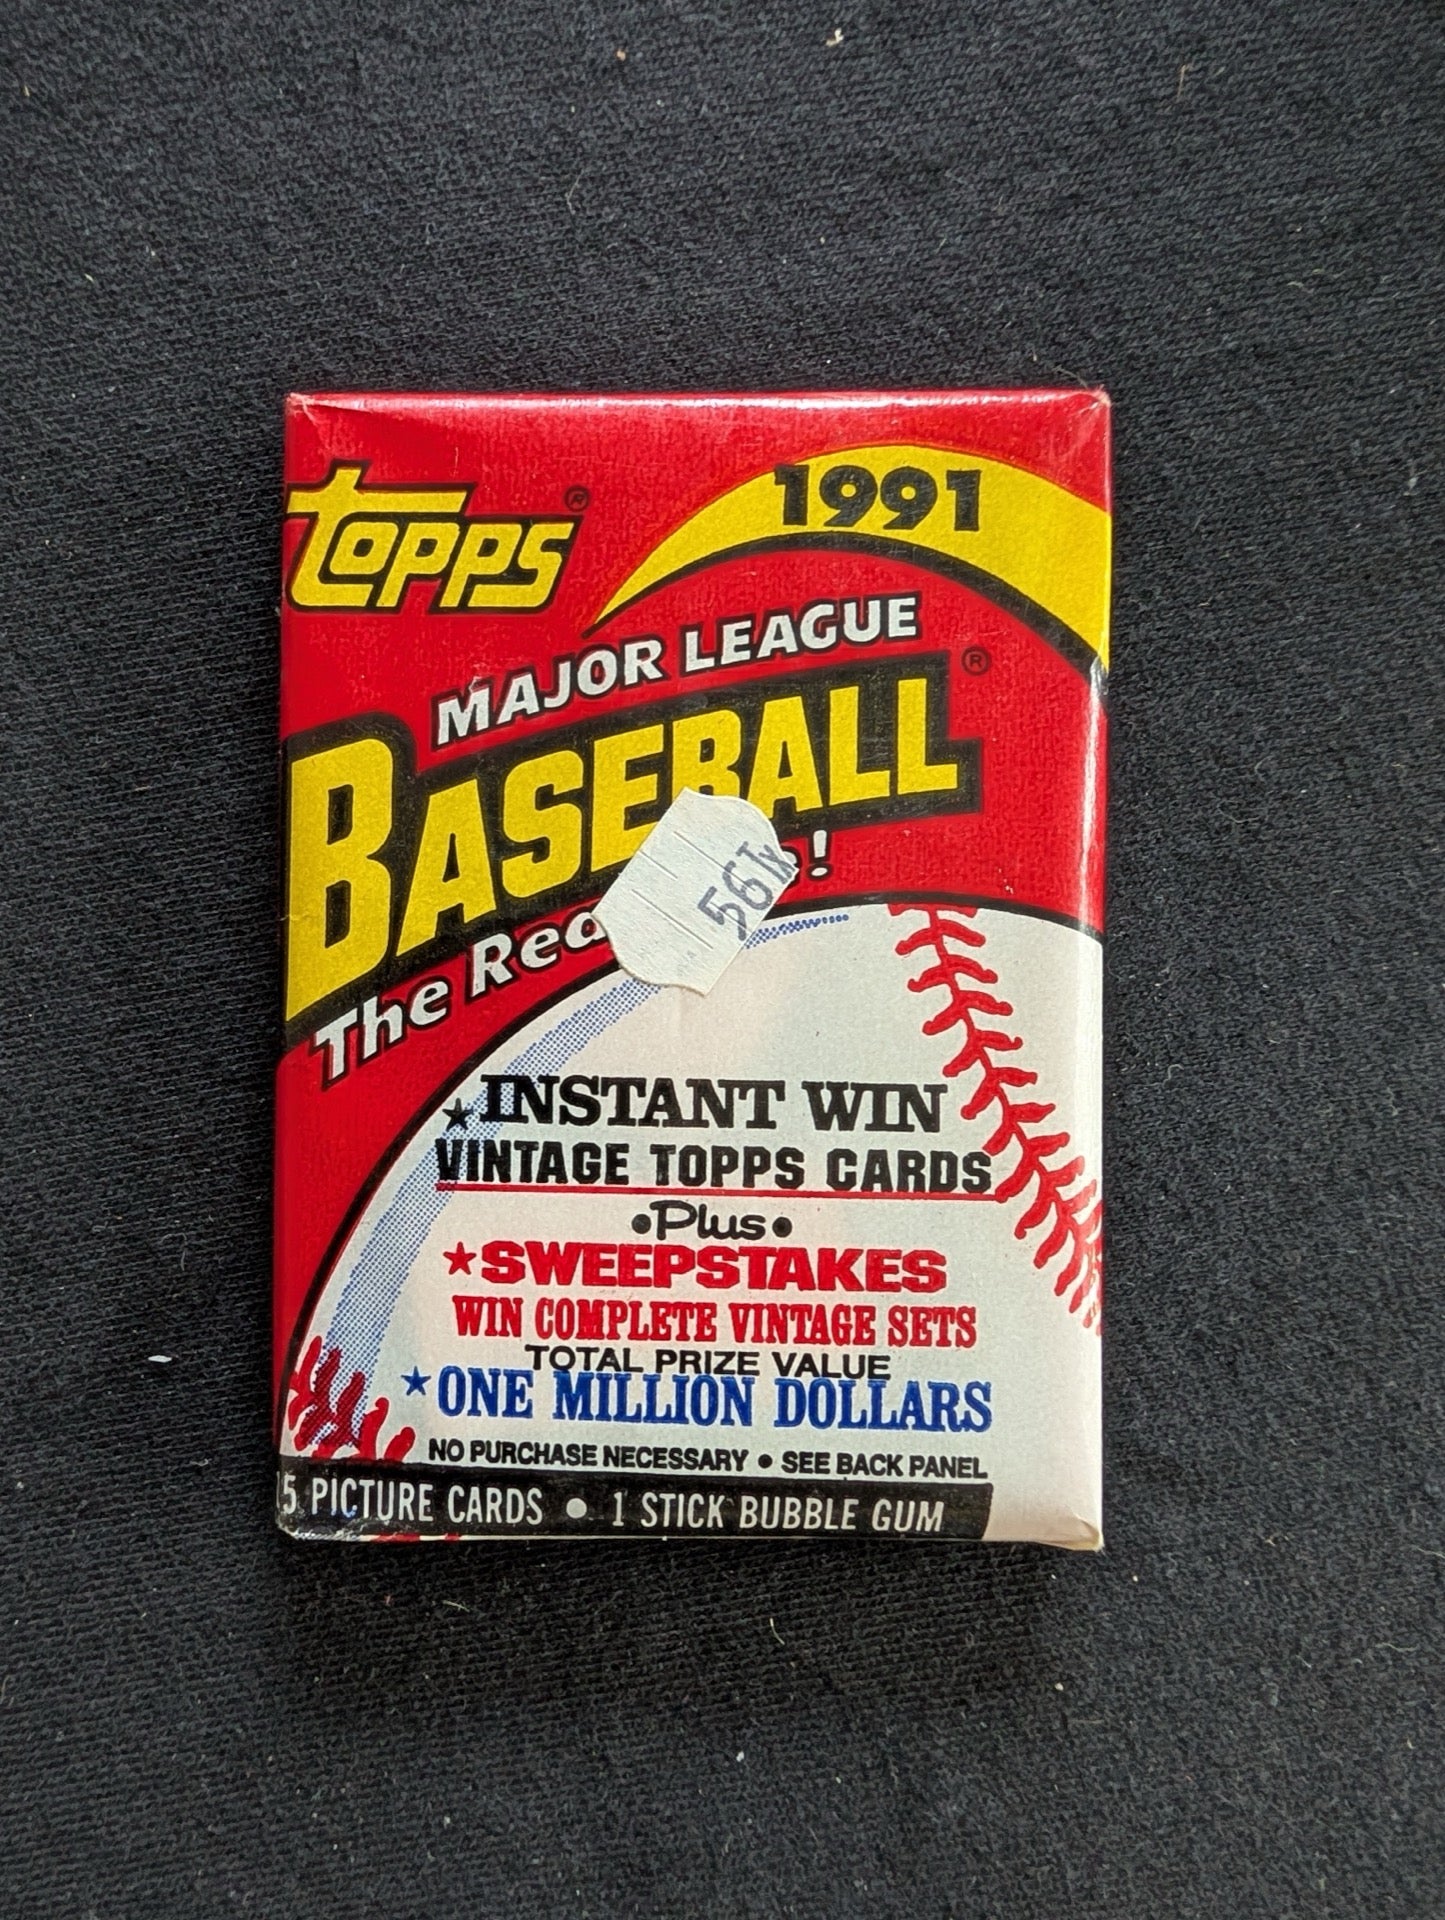 topps®
1991
MAJOR LEAGUE
BASEBALL®
The Rea !
56Tx
★INSTANT WIN
VINTAGE TOPPS CARDS
•Plus•
★SWEEPSTAKES
WIN COMPLETE VINTAGE SETS
TOTAL PRIZE VALUE
★ONE MILLION DOLLARS
NO PURCHASE NECESSARY • SEE BACK PANEL
5 PICTURE CARDS • 1 STICK BUBBLE GUM